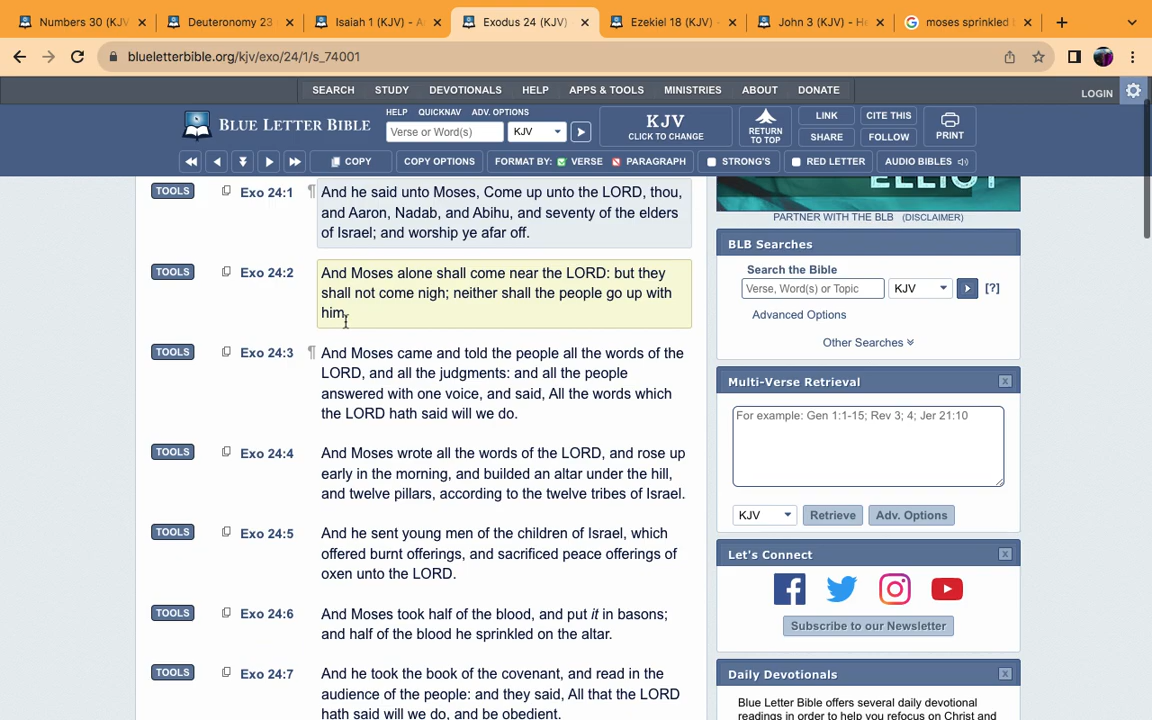 Numbers 30 (KJV)
Deuteronomy 23
Isaiah 1 (KJV) - A
Exodus 24 (KJV)
Ezekiel 18 (KJV)
John 3 (KJV) - He
moses sprinkled b
blueletterbible.org/kjv/exo/24/1/s_74001
SEARCH STUDY DEVOTIONALS HELP APPS & TOOLS MINISTRIES ABOUT DONATE
LOGIN
BLUE LETTER BIBLE
HELP QUICKNAV ADV. OPTIONS
Verse or Word(s) KJV
KJV
CLICK TO CHANGE
RETURN
TO TOP
LINK
CITE THIS
SHARE
FOLLOW
PRINT
COPY COPY OPTIONS FORMAT BY: VERSE PARAGRAPH STRONG'S RED LETTER AUDIO BIBLES
TOOLS Exo 24:1 ¶ And he said unto Moses, Come up unto the LORD, thou,
and Aaron, Nadab, and Abihu, and seventy of the elders
of Israel; and worship ye afar off.
TOOLS Exo 24:2 And Moses alone shall come near the LORD: but they
shall not come nigh; neither shall the people go up with
him.
TOOLS Exo 24:3 ¶ And Moses came and told the people all the words of the
LORD, and all the judgments: and all the people
answered with one voice, and said, All the words which
the LORD hath said will we do.
TOOLS Exo 24:4 And Moses wrote all the words of the LORD, and rose up
early in the morning, and builded an altar under the hill,
and twelve pillars, according to the twelve tribes of Israel.
TOOLS Exo 24:5 And he sent young men of the children of Israel, which
offered burnt offerings, and sacrificed peace offerings of
oxen unto the LORD.
TOOLS Exo 24:6 And Moses took half of the blood, and put it in basons;
and half of the blood he sprinkled on the altar.
TOOLS Exo 24:7 And he took the book of the covenant, and read in the
audience of the people: and they said, All that the LORD
hath said will we do, and be obedient.
ELLIOT
PARTNER WITH THE BLB (DISCLAIMER)
BLB Searches
Search the Bible
Verse, Word(s) or Topic KJV [?]
Advanced Options
Other Searches
Multi-Verse Retrieval
For example: Gen 1:1-15; Rev 3; 4; Jer 21:10
KJV Retrieve Adv. Options
Let's Connect
Subscribe to our Newsletter
Daily Devotionals
Blue Letter Bible offers several daily devotional
readings in order to help you refocus on Christ and